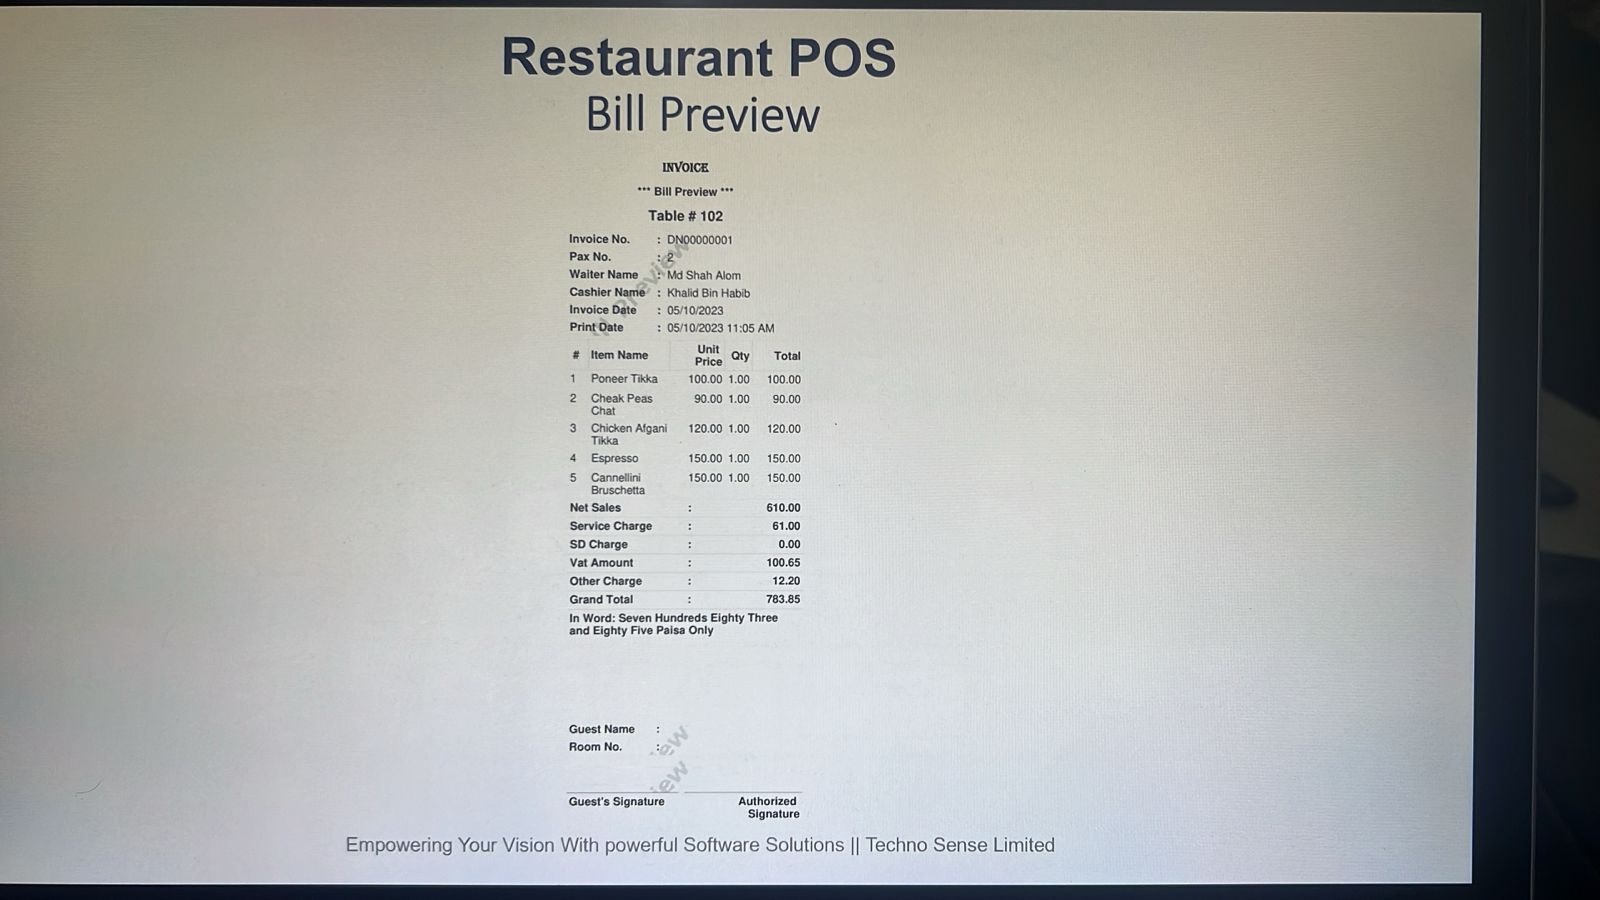 Restaurant POS
Bill Preview
INVOICE
*** Bill Preview ***
Table # 102
Invoice No. : DN00000001
Pax No. : 2
Waiter Name : Md Shah Alom
Cashier Name : Khalid Bin Habib
Invoice Date : 05/10/2023
Print Date : 05/10/2023 11:05 AM
# Item Name Unit Price Qty Total
1 Poneer Tikka 100.00 1.00 100.00
2 Cheak Peas 90.00 1.00 90.00
Chat
3 Chicken Afgani 120.00 1.00 120.00
Tikka
4 Espresso 150.00 1.00 150.00
5 Cannellini 150.00 1.00 150.00
Bruschetta
Net Sales : 610.00
Service Charge : 61.00
SD Charge : 0.00
Vat Amount : 100.65
Other Charge : 12.20
Grand Total : 783.85
In Word: Seven Hundreds Eighty Three
and Eighty Five Paisa Only
Guest Name :
Room No. :
Guest's Signature Authorized
Signature
Empowering Your Vision With powerful Software Solutions || Techno Sense Limited